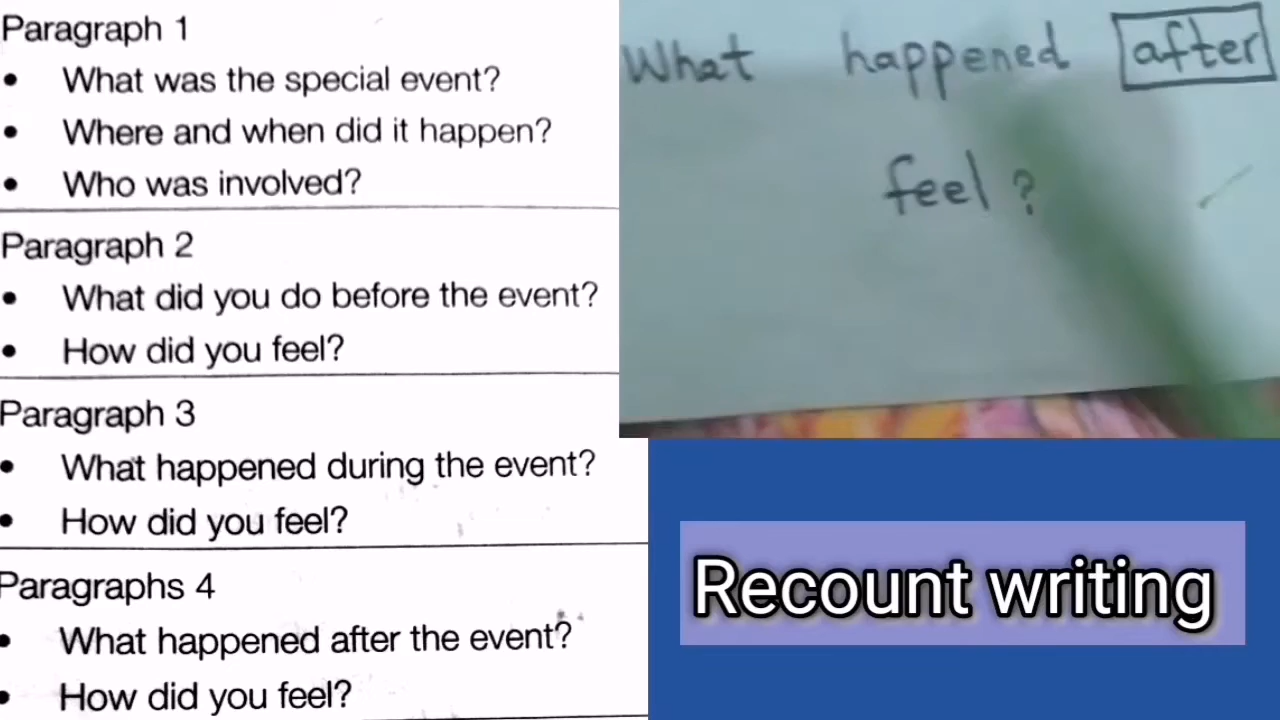 Paragraph 1
• What was the special event?
• Where and when did it happen?
• Who was involved?
Paragraph 2
• What did you do before the event?
• How did you feel?
Paragraph 3
• What happened during the event?
• How did you feel?
Paragraphs 4
• What happened after the event?
• How did you feel?
What happened after
feel?
Recount writing